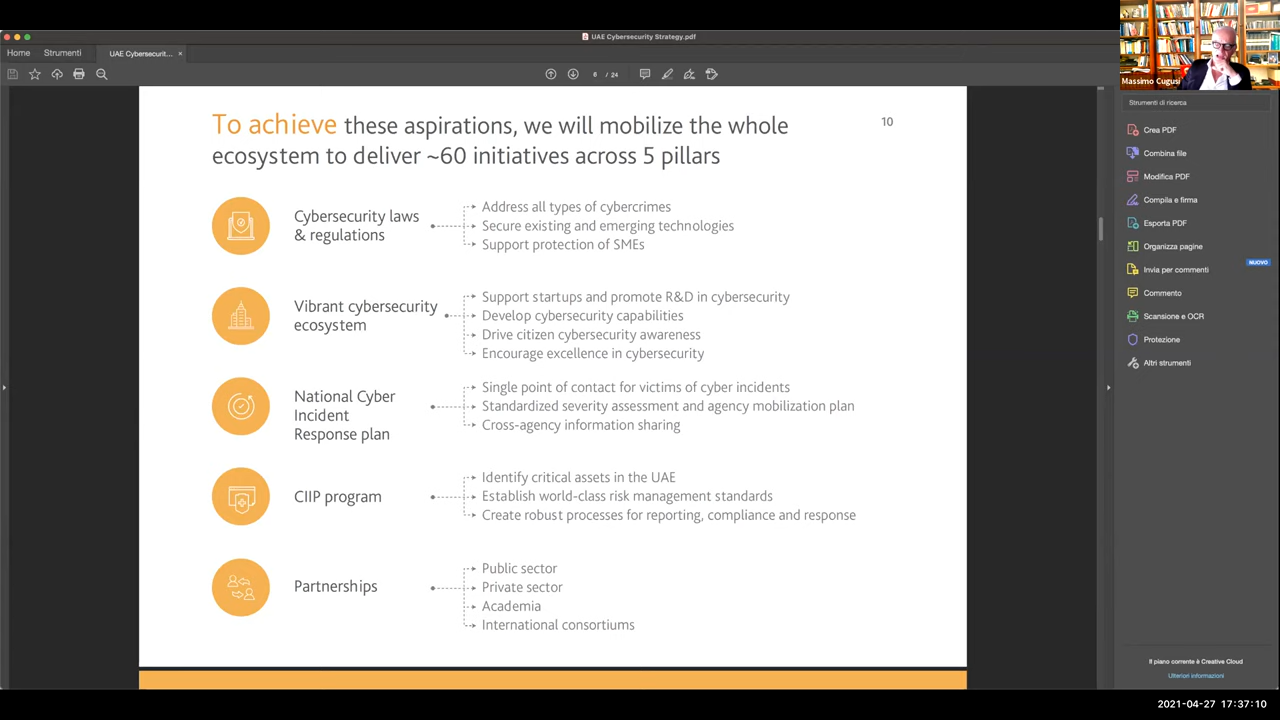 UAE Cybersecurity Strategy.pdf
Home
Strumenti
UAE Cybersecurit...
×
6 / 24
Massimo Cugusi
Strumenti di ricerca
To achieve these aspirations, we will mobilize the whole
ecosystem to deliver ~60 initiatives across 5 pillars
10
Cybersecurity laws
& regulations
Address all types of cybercrimes
Secure existing and emerging technologies
Support protection of SMEs
Vibrant cybersecurity
ecosystem
Support startups and promote R&D in cybersecurity
Develop cybersecurity capabilities
Drive citizen cybersecurity awareness
Encourage excellence in cybersecurity
National Cyber
Incident
Response plan
Single point of contact for victims of cyber incidents
Standardized severity assessment and agency mobilization plan
Cross-agency information sharing
CIIP program
Identify critical assets in the UAE
Establish world-class risk management standards
Create robust processes for reporting, compliance and response
Partnerships
Public sector
Private sector
Academia
International consortiums
Crea PDF
Combina file
Modifica PDF
Compila e firma
Esporta PDF
Organizza pagine
NUOVO
Invia per commenti
Commento
Scansione e OCR
Protezione
Altri strumenti
Il piano corrente è Creative Cloud
Ulteriori informazioni
2021-04-27 17:37:10